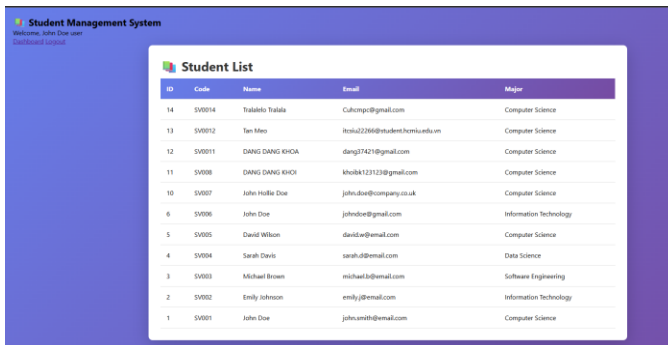 Student Management System
Welcome, John Doe user
Dashboard Logout
Student List
ID Code Name Email Major
14 SV0014 Tralalelo Tralala Cuhcmpc@gmail.com Computer Science
13 SV0012 Tan Meo itcsiu22266@student.hcmiu.edu.vn Computer Science
12 SV0011 DANG DANG KHOA dang37421@gmail.com Computer Science
11 SV008 DANG DANG KHOI khoibk123123@gmail.com Computer Science
10 SV007 John Hollie Doe john.doe@company.co.uk Computer Science
6 SV006 John Doe johndoe@gmail.com Information Technology
5 SV005 David Wilson david.w@email.com Computer Science
4 SV004 Sarah Davis sarah.d@email.com Data Science
3 SV003 Michael Brown michael.b@email.com Software Engineering
2 SV002 Emily Johnson emily.j@email.com Information Technology
1 SV001 John Doe john.smith@email.com Computer Science